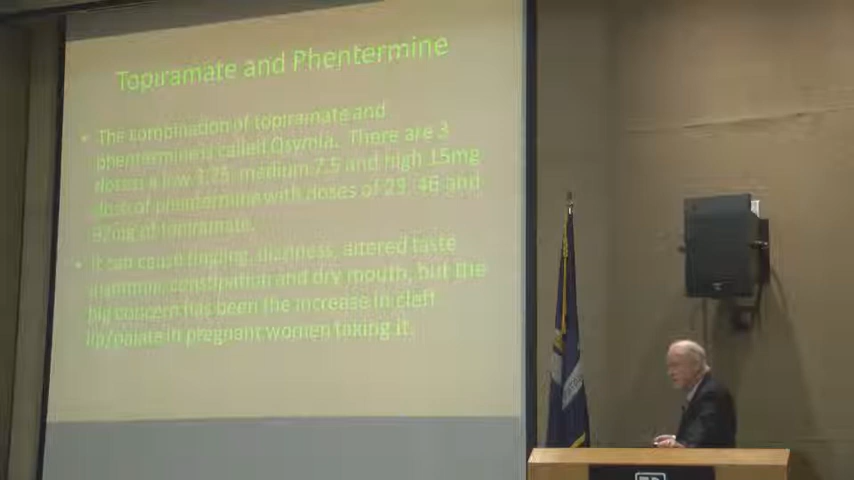 Topiramate and Phentermine
• The combination of topiramate and
phentermine is called Qsymia. There are 3
doses: a low 3.25, medium 7.5 and high 15mg
dose of phentermine with doses of 23, 46 and
92mg of topiramate.
• It can cause tingling, dizziness, altered taste
insomnia, constipation and dry mouth, but the
big concern has been the increase in cleft
lip/palate in pregnant women taking it.